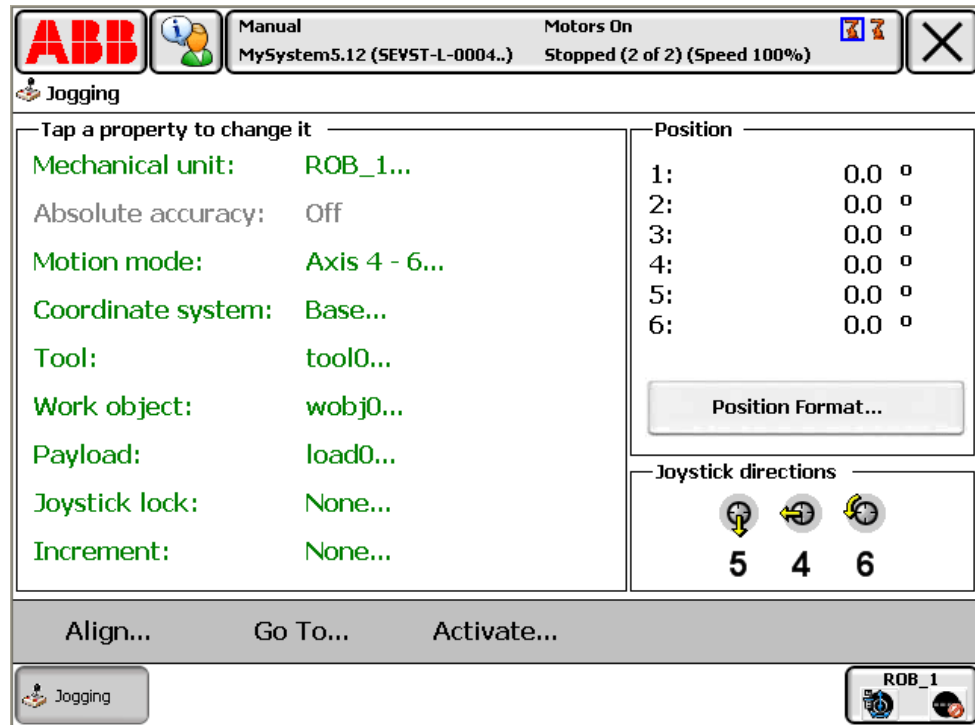 ABB
Manual Motors On
MySystem5.12 (SEVST-L-0004..) Stopped (2 of 2) (Speed 100%)
Jogging
Tap a property to change it
Mechanical unit: ROB_1...
Absolute accuracy: Off
Motion mode: Axis 4 - 6...
Coordinate system: Base...
Tool: tool0...
Work object: wobj0...
Payload: load0...
Joystick lock: None...
Increment: None...
Position
1: 0.0 º
2: 0.0 º
3: 0.0 º
4: 0.0 º
5: 0.0 º
6: 0.0 º
Position Format...
Joystick directions
5 4 6
Align... Go To... Activate...
Jogging
ROB_1